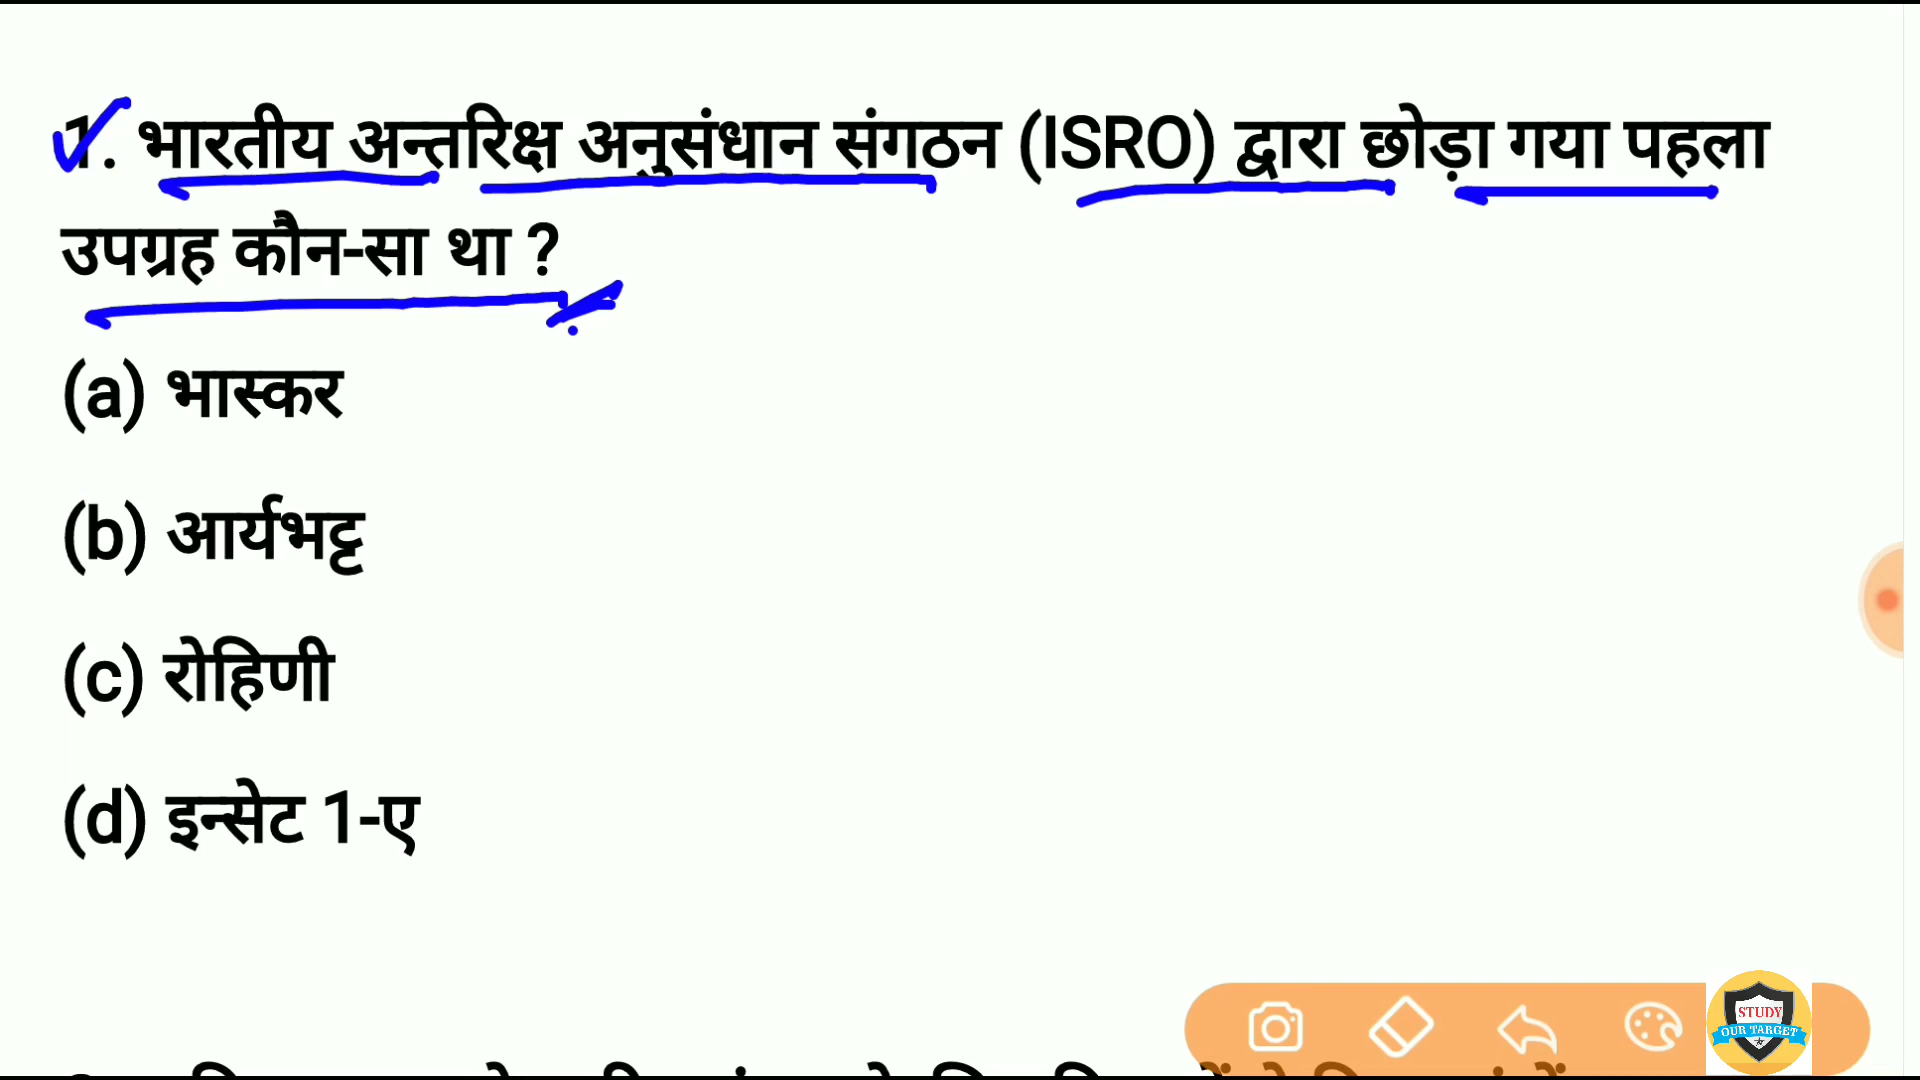 1. भारतीय अन्तरिक्ष अनुसंधान संगठन (ISRO) द्वारा छोड़ा गया पहला
उपग्रह कौन-सा था ?
(a) भास्कर
(b) आर्यभट्ट
(c) रोहिणी
(d) इन्सेट 1-ए
STUDY
OUR TARGET